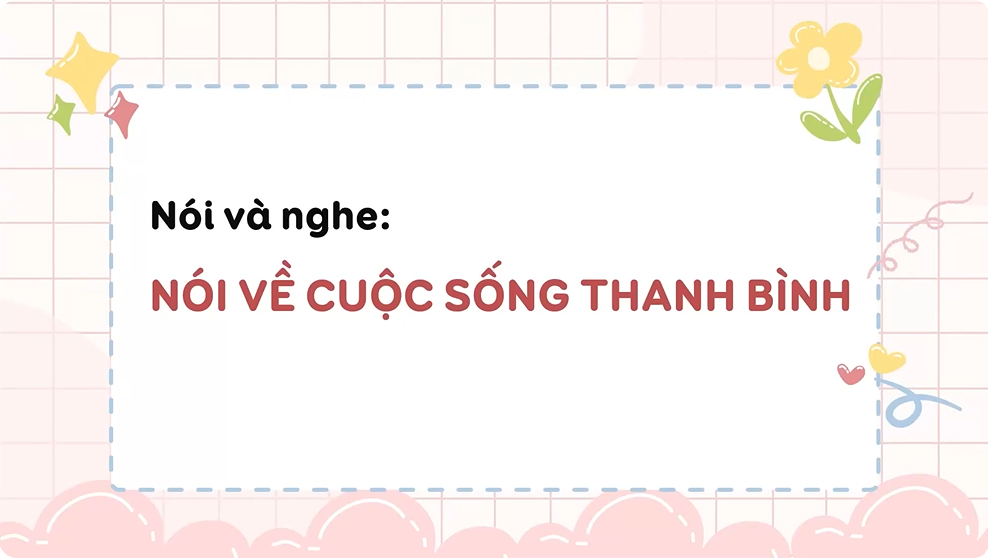 Nói và nghe:
NÓI VỀ CUỘC SỐNG THANH BÌNH